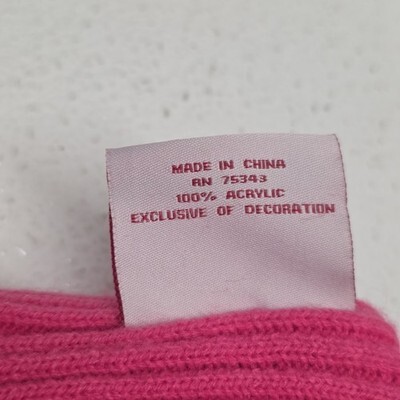 MADE IN CHINA
RN 75343
100% ACRYLIC
EXCLUSIVE OF DECORATION